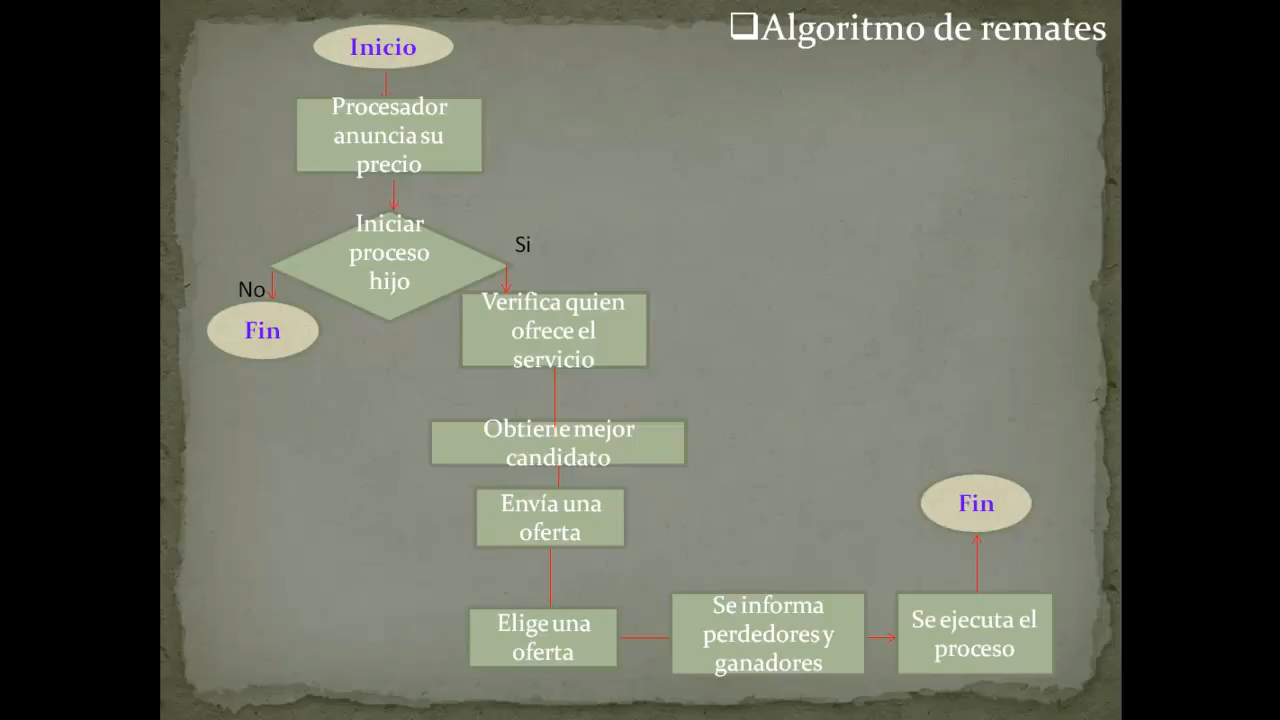 ❑Algoritmo de remates
Inicio
Procesador
anuncia su
precio
Iniciar
proceso
hijo
Si
No
Fin
Verifica quien
ofrece el
servicio
Obtiene mejor
candidato
Envía una
oferta
Elige una
oferta
Se informa
perdedores y
ganadores
Se ejecuta el
proceso
Fin